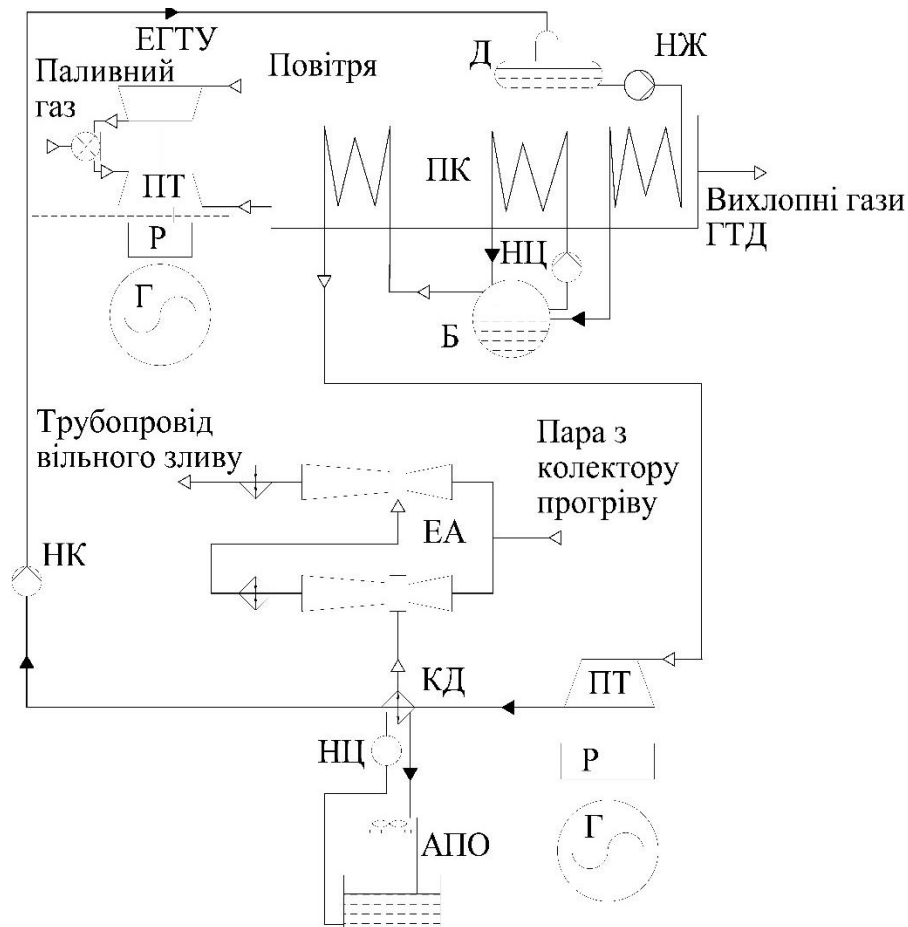 ЕГТУ
Паливний
газ
Повітря
Д
НЖ
ПТ
ПК
Вихлопні гази
ГТД
Р
НЦ
Г
Б
Трубопровід
вільного зливу
Пара з
колектору
прогріву
ЕА
НК
КД
ПТ
НЦ
Р
АПО
Г